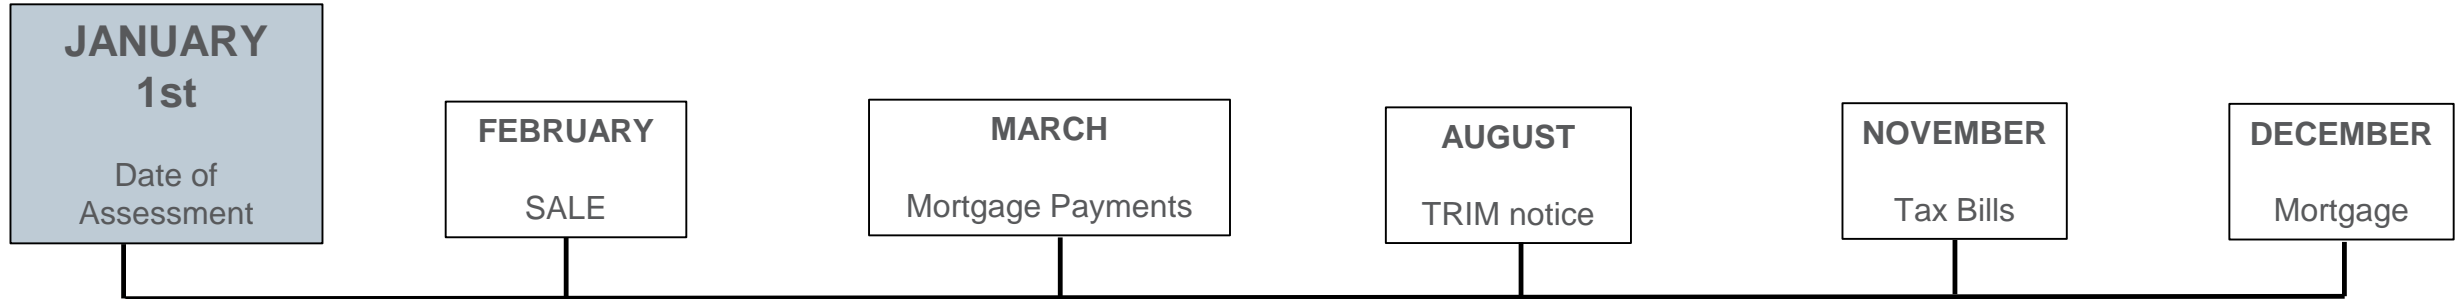 JANUARY
1st
Date of
Assessment
FEBRUARY
SALE
MARCH
Mortgage Payments
AUGUST
TRIM notice
NOVEMBER
Tax Bills
DECEMBER
Mortgage